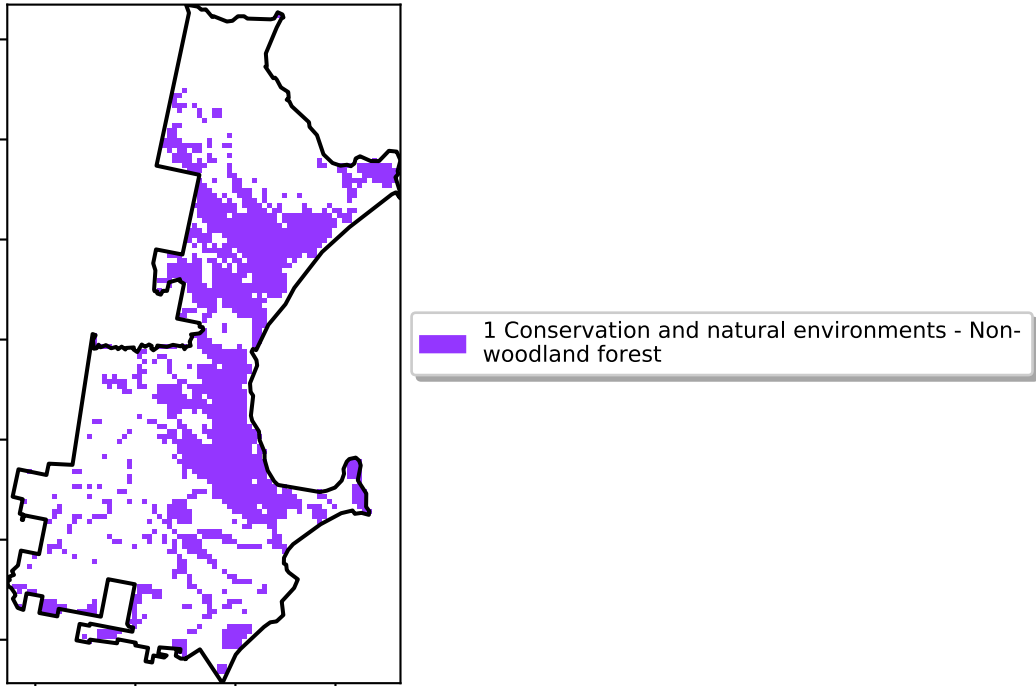 1 Conservation and natural environments - Non-
woodland forest